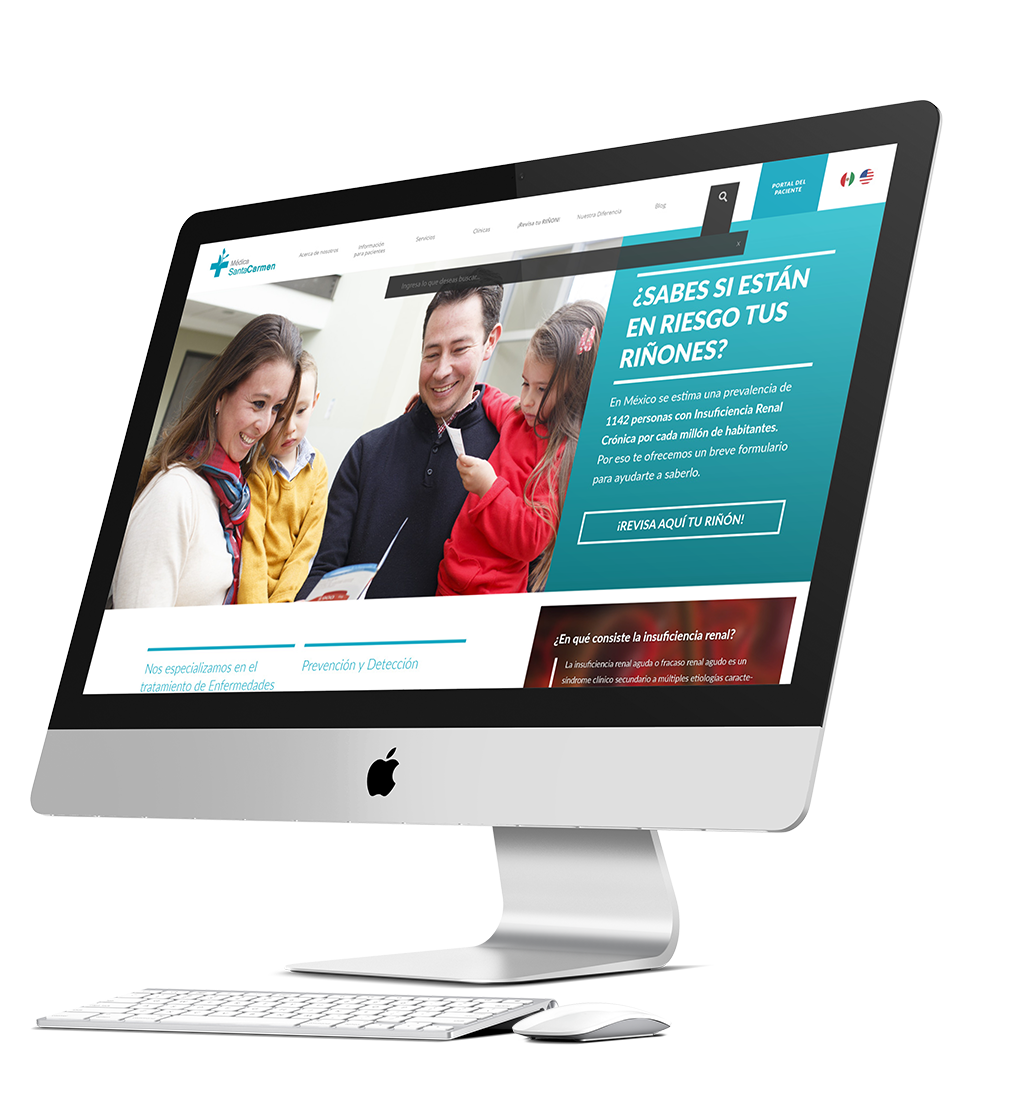 Médica
SantaCarmen
Acerca de nosotros
Información
para pacientes
Servicios
Clínicas
¡Revisa tu RIÑÓN!
Nuestra Diferencia
Blog
PORTAL DEL
PACIENTE
Ingresa lo que deseas buscar...
x
¿SABES SI ESTÁN
EN RIESGO TUS
RIÑONES?
En México se estima una prevalencia de
1142 personas con Insuficiencia Renal
Crónica por cada millón de habitantes.
Por eso te ofrecemos un breve formulario
para ayudarte a saberlo.
¡REVISA AQUÍ TU RIÑÓN!
Nos especializamos en el
tratamiento de Enfermedades
Prevención y Detección
¿En qué consiste la insuficiencia renal?
La insuficiencia renal aguda o fracaso renal agudo es un
síndrome clínico secundario a múltiples etiologías caracte-